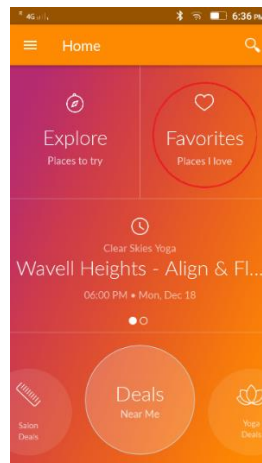 4G 6:36 PM
Home
Explore
Places to try
Favorites
Places I love
Clear Skies Yoga
Wavell Heights - Align & Fl...
06:00 PM • Mon, Dec 18
Deals
Near Me
Salon
Deals
Yoga
Deals